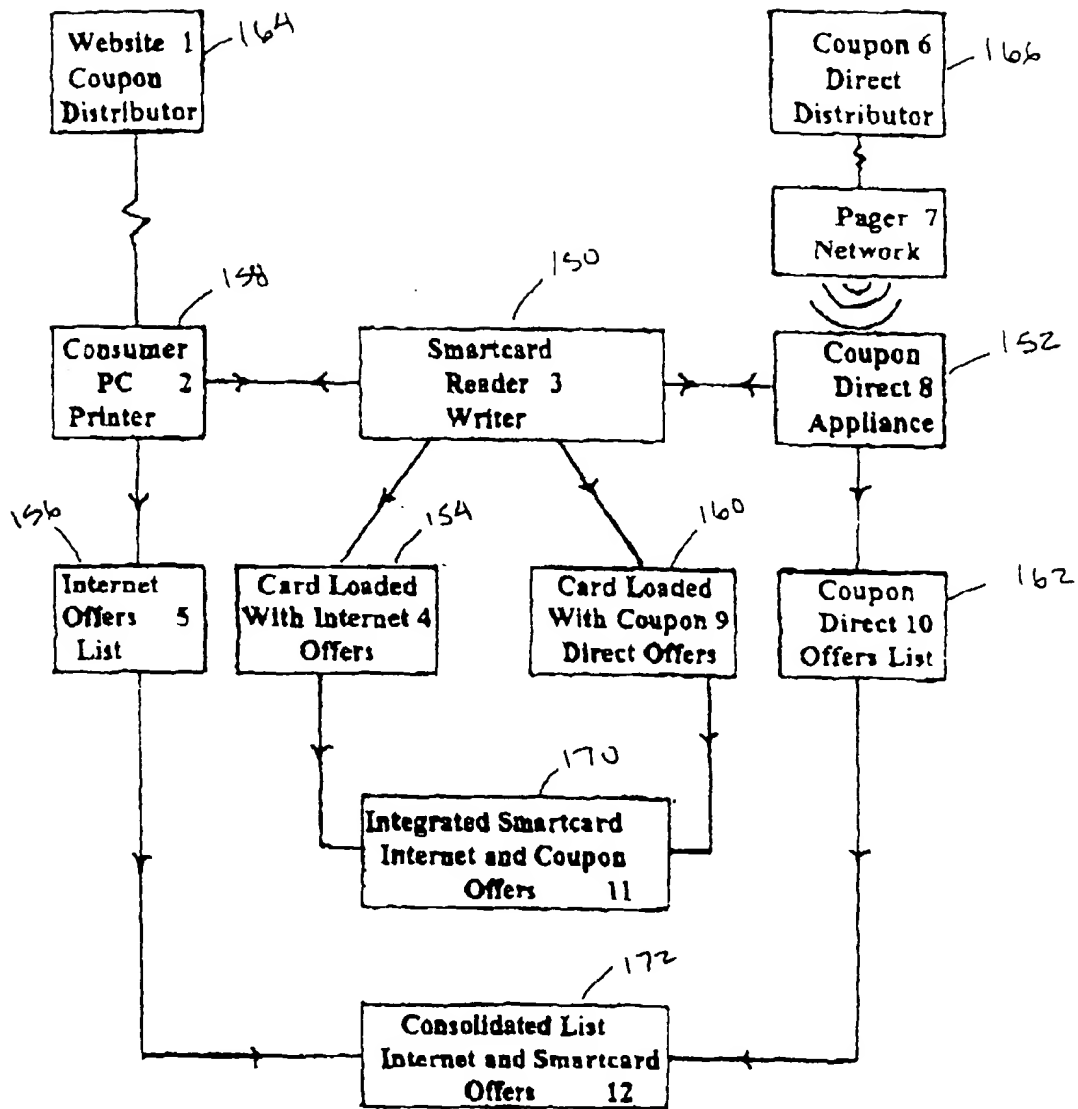 Website 1
Coupon
Distributor
164
Coupon 6
Direct
Distributor
166
Pager 7
Network
158
150
152
Consumer
PC 2
Printer
Smartcard
Reader 3
Writer
Coupon
Direct 8
Appliance
156
154
160
162
Internet
Offers 5
List
Card Loaded
With Internet 4
Offers
Card Loaded
With Coupon 9
Direct Offers
Coupon
Direct 10
Offers List
170
Integrated Smartcard
Internet and Coupon
Offers 11
172
Consolidated List
Internet and Smartcard
Offers 12